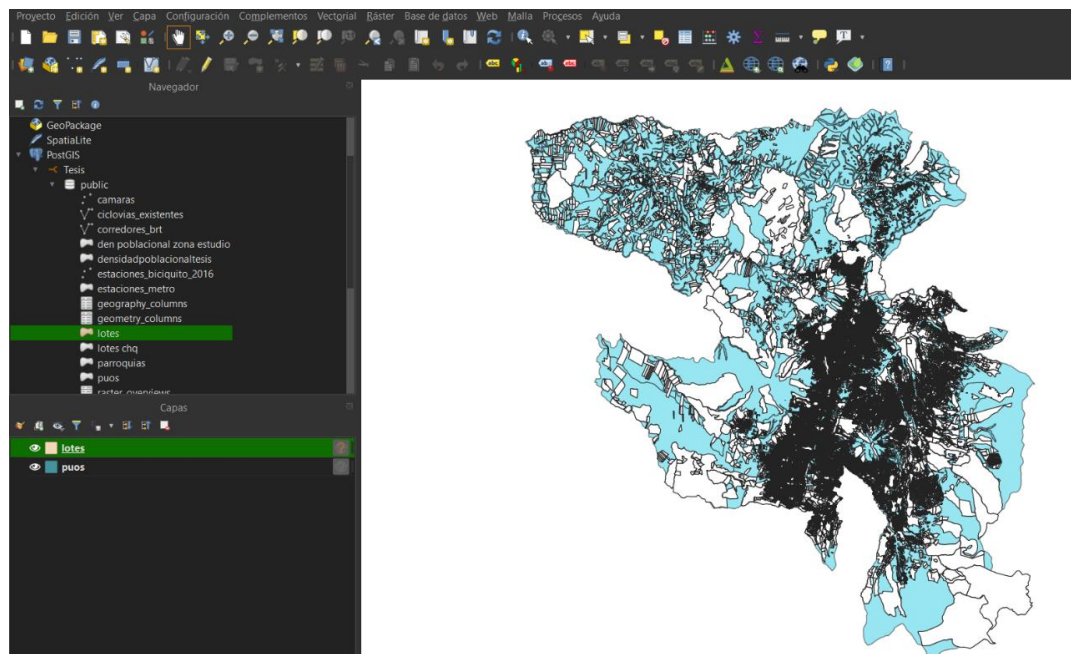 Proyecto Edición Ver Capa Configuración Complementos Vectorial Ráster Base de datos Web Malla Procesos Ayuda
Navegador
GeoPackage
SpatiaLite
PostGIS
Tesis
public
camaras
ciclovias_existentes
corredores_brt
den poblacional zona estudio
densidadpoblacionaltesis
estaciones_biciquito_2016
estaciones_metro
geography_columns
geometry_columns
lotes
lotes chq
parroquias
puos
raster_overviews
Capas
lotes
puos